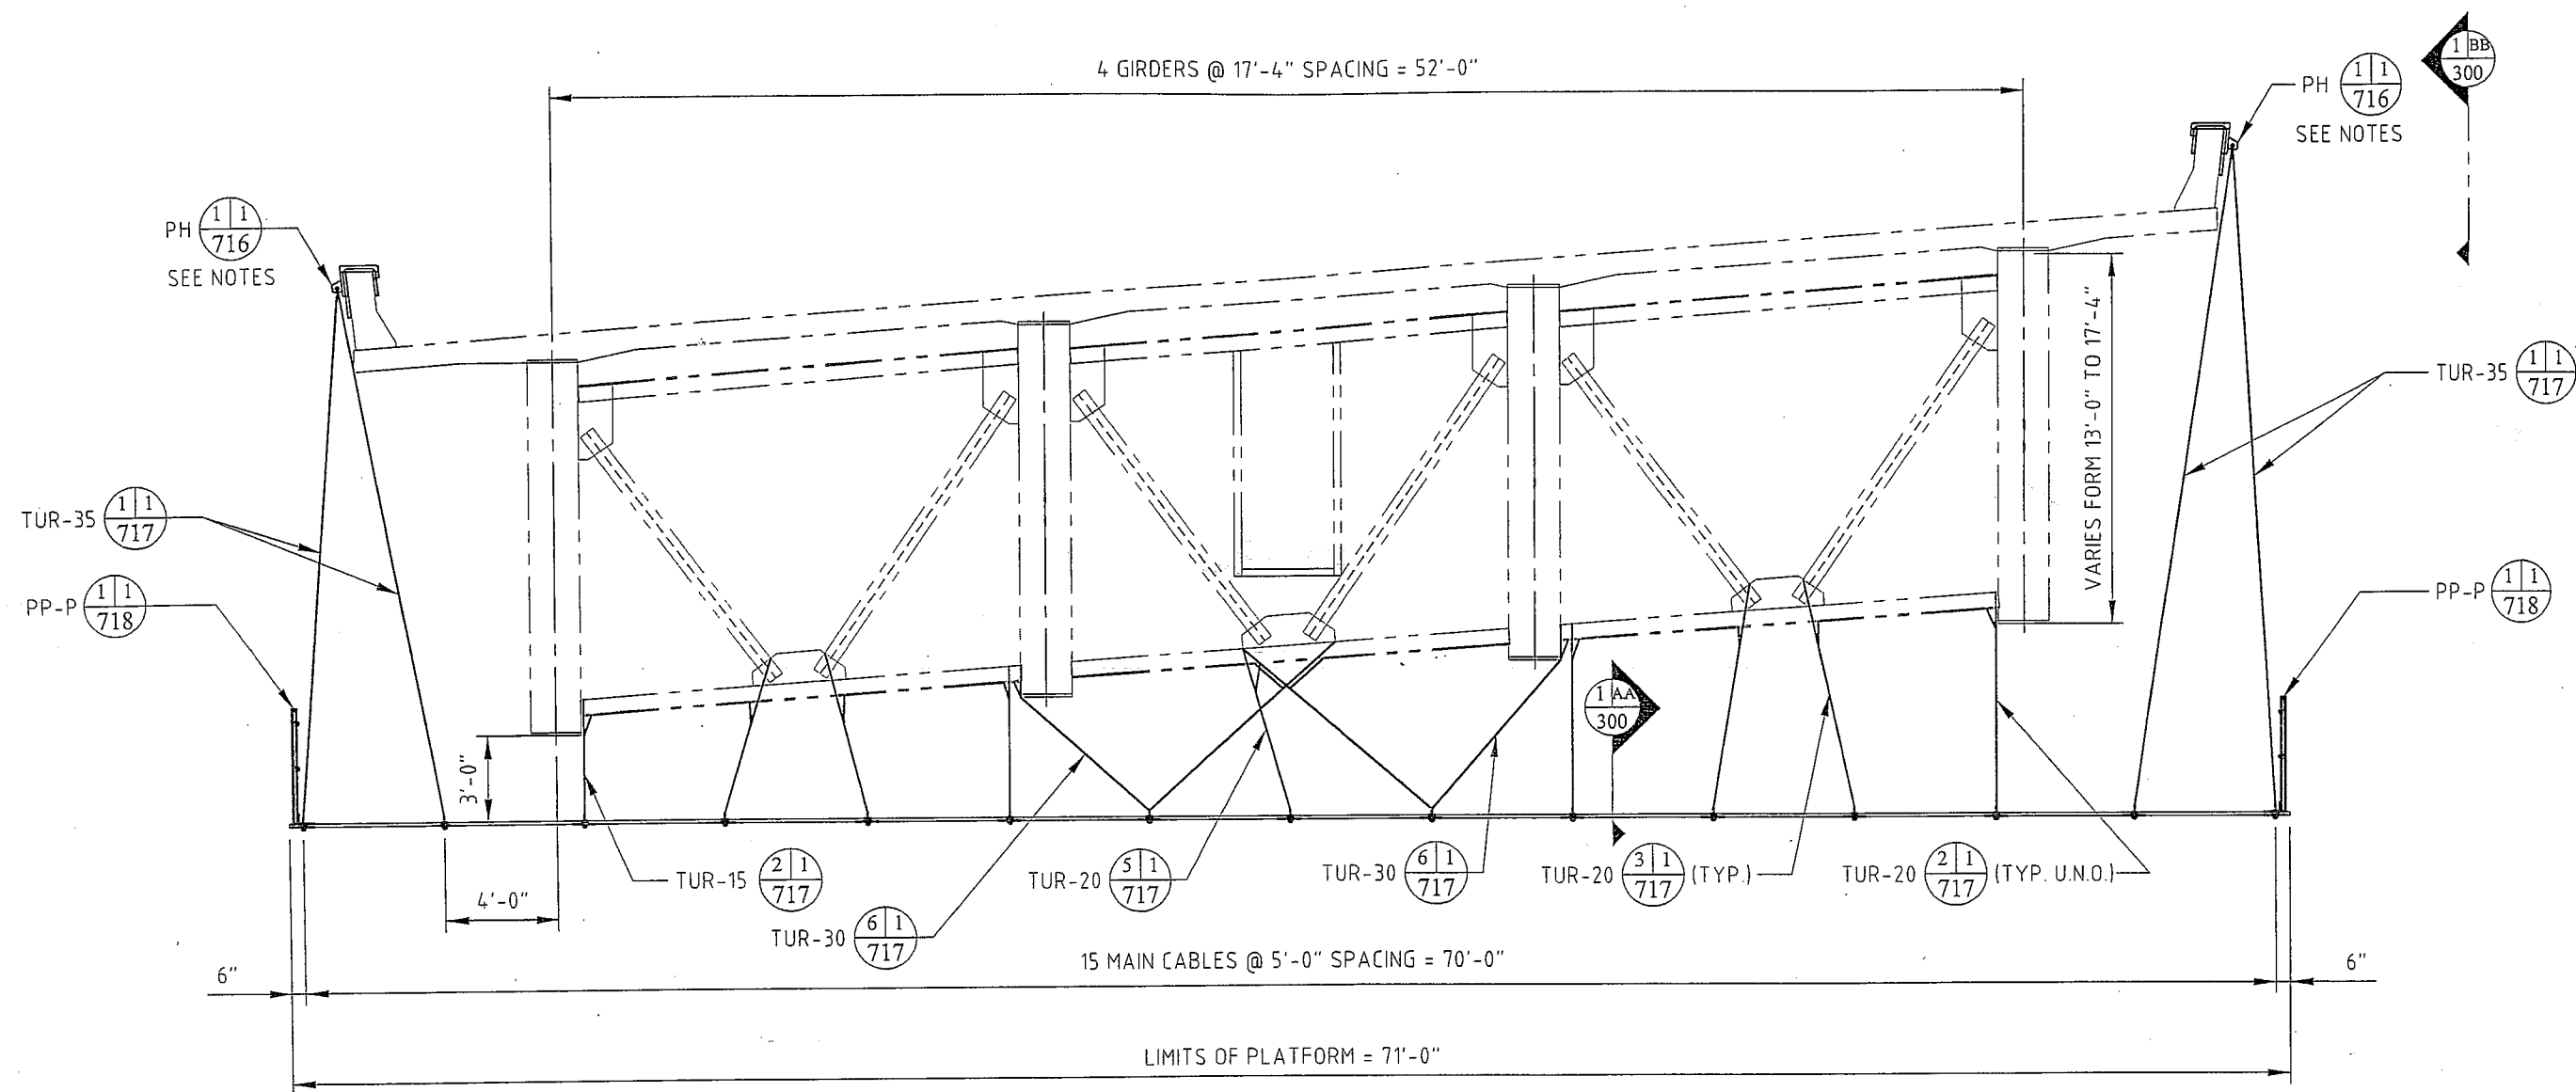 4 GIRDERS @ 17'-4" SPACING = 52'-0"
1 BB
300
PH 1 1
716
SEE NOTES
PH 1 1
716
SEE NOTES
VARIES FORM 13'-0" TO 17'-4"
TUR-35 1 1
717
TUR-35 1 1
717
PP-P 1 1
718
PP-P 1 1
718
1 AA
300
3'-0"
4'-0"
TUR-15 2 1
717
TUR-30 6 1
717
TUR-20 5 1
717
TUR-30 6 1
717
TUR-20 3 1 (TYP.)
717
TUR-20 2 1 (TYP. U.N.O.)
717
6"
15 MAIN CABLES @ 5'-0" SPACING = 70'-0"
6"
LIMITS OF PLATFORM = 71'-0"